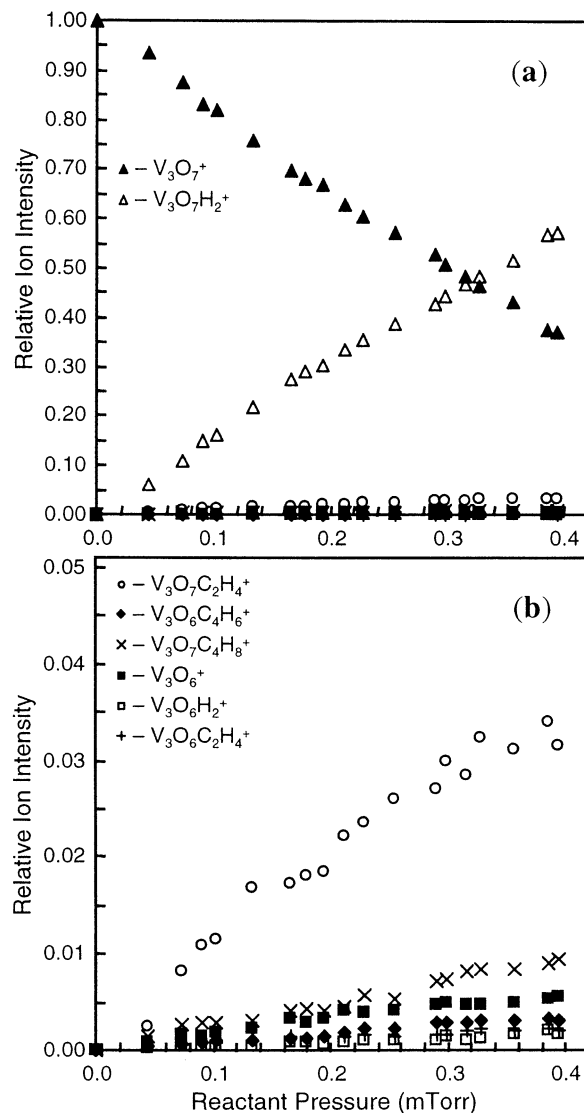 1.00
(a)
0.90
0.80
0.70
▲ – V₃O₇⁺
△ – V₃O₇H₂⁺
0.60
0.50
0.40
0.30
0.20
0.10
0.00
Relative Ion Intensity
0.0 0.1 0.2 0.3 0.4
0.05
(b)
○ – V₃O₇C₂H₄⁺
◆ – V₃O₆C₄H₆⁺
× – V₃O₇C₄H₈⁺
■ – V₃O₆⁺
□ – V₃O₆H₂⁺
+ – V₃O₆C₂H₄⁺
0.04
0.03
0.02
0.01
0.00
Relative Ion Intensity
0.0 0.1 0.2 0.3 0.4
Reactant Pressure (mTorr)